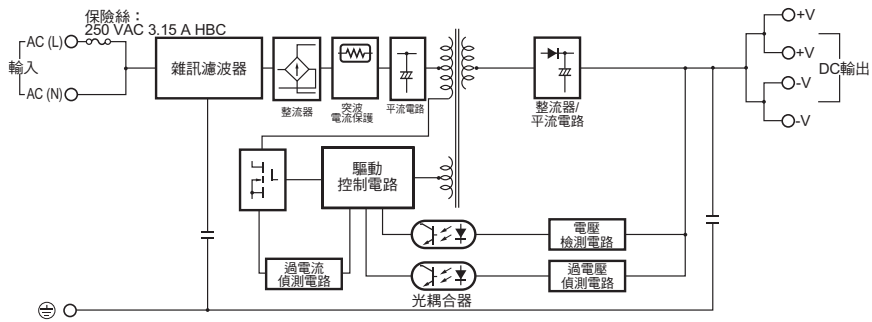 保險絲：
250 VAC 3.15 A HBC
AC (L)
輸入
AC (N)
雜訊濾波器
整流器
突波
電流保護
平流電路
整流器/
平流電路
+V
+V
DC輸出
-V
-V
驅動
控制電路
過電流
偵測電路
光耦合器
電壓
檢測電路
過電壓
偵測電路